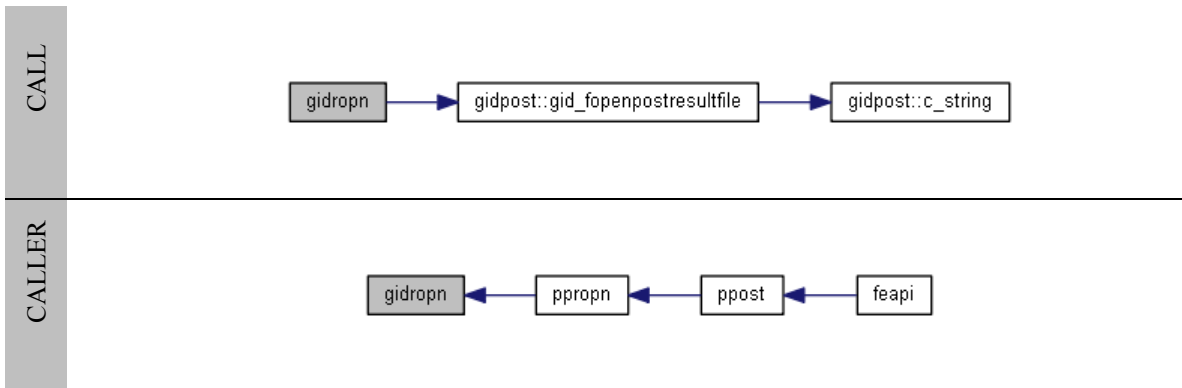 CALL
gidropn
gidpost::gid_fopenpostresultfile
gidpost::c_string
CALLER
gidropn
ppropn
ppost
feapi